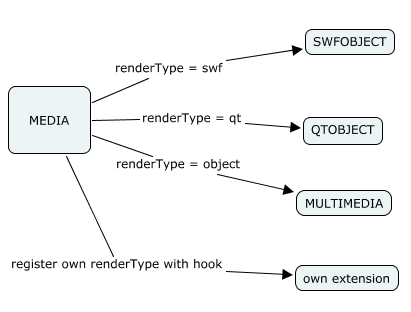 SWFOBJECT
renderType = swf
MEDIA
renderType = qt
QTOBJECT
renderType = object
MULTIMEDIA
register own renderType with hook
own extension